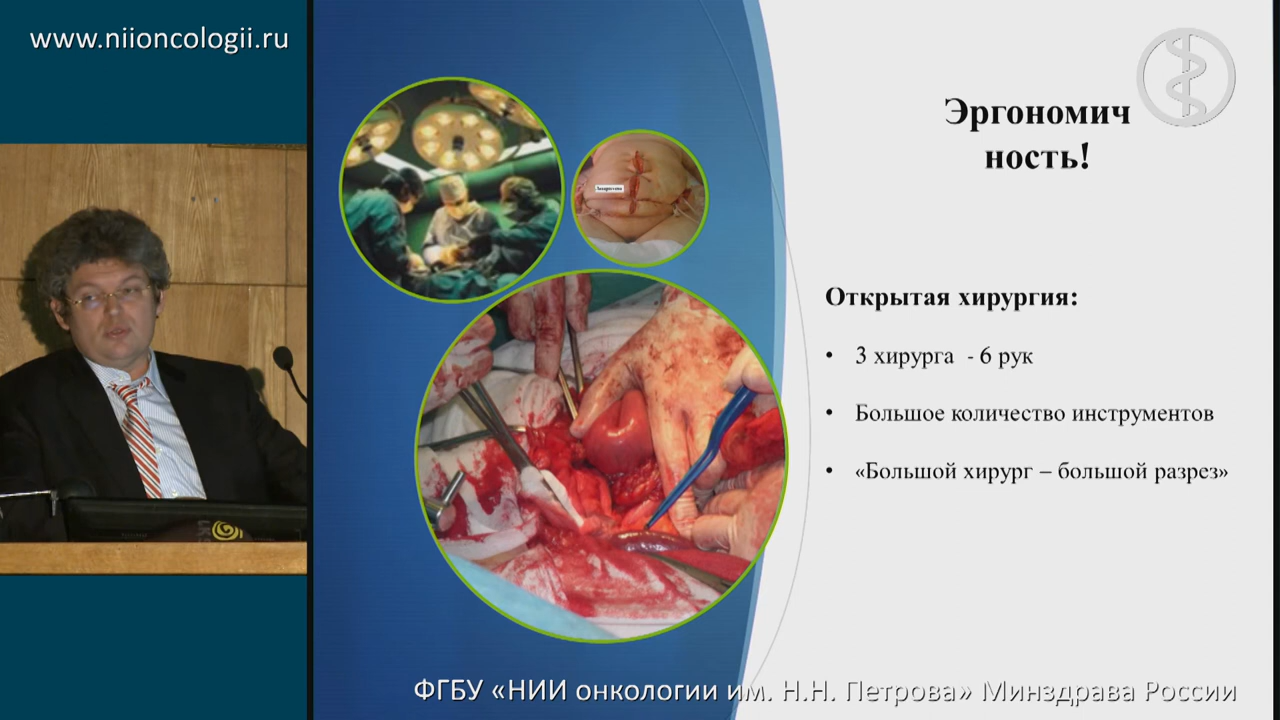 www.niioncologii.ru
Эргономич
ность!
Открытая хирургия:
• 3 хирурга - 6 рук
• Большое количество инструментов
• «Большой хирург – большой разрез»
ФГБУ «НИИ онкологии им. Н.Н. Петрова» Минздрава России